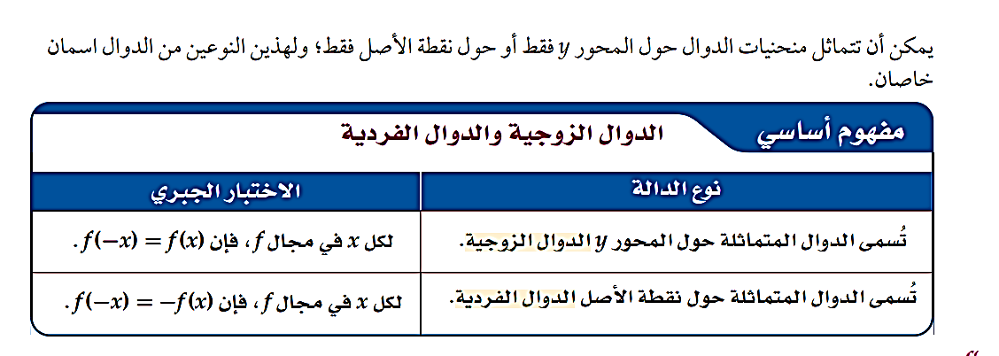 يمكن أن تتماثل منحنيات الدوال حول المحور y فقط أو حول نقطة الأصل فقط؛ ولهذين النوعين من الدوال اسمان
خاصان.
مفهوم أساسي
الدوال الزوجية والدوال الفردية
نوع الدالة
الاختبار الجبري
تُسمى الدوال المتماثلة حول المحور y الدوال الزوجية.
لكل x في مجال f ، فإن f(−x) = f(x) .
تُسمى الدوال المتماثلة حول نقطة الأصل الدوال الفردية.
لكل x في مجال f ، فإن f(−x) = −f(x) .